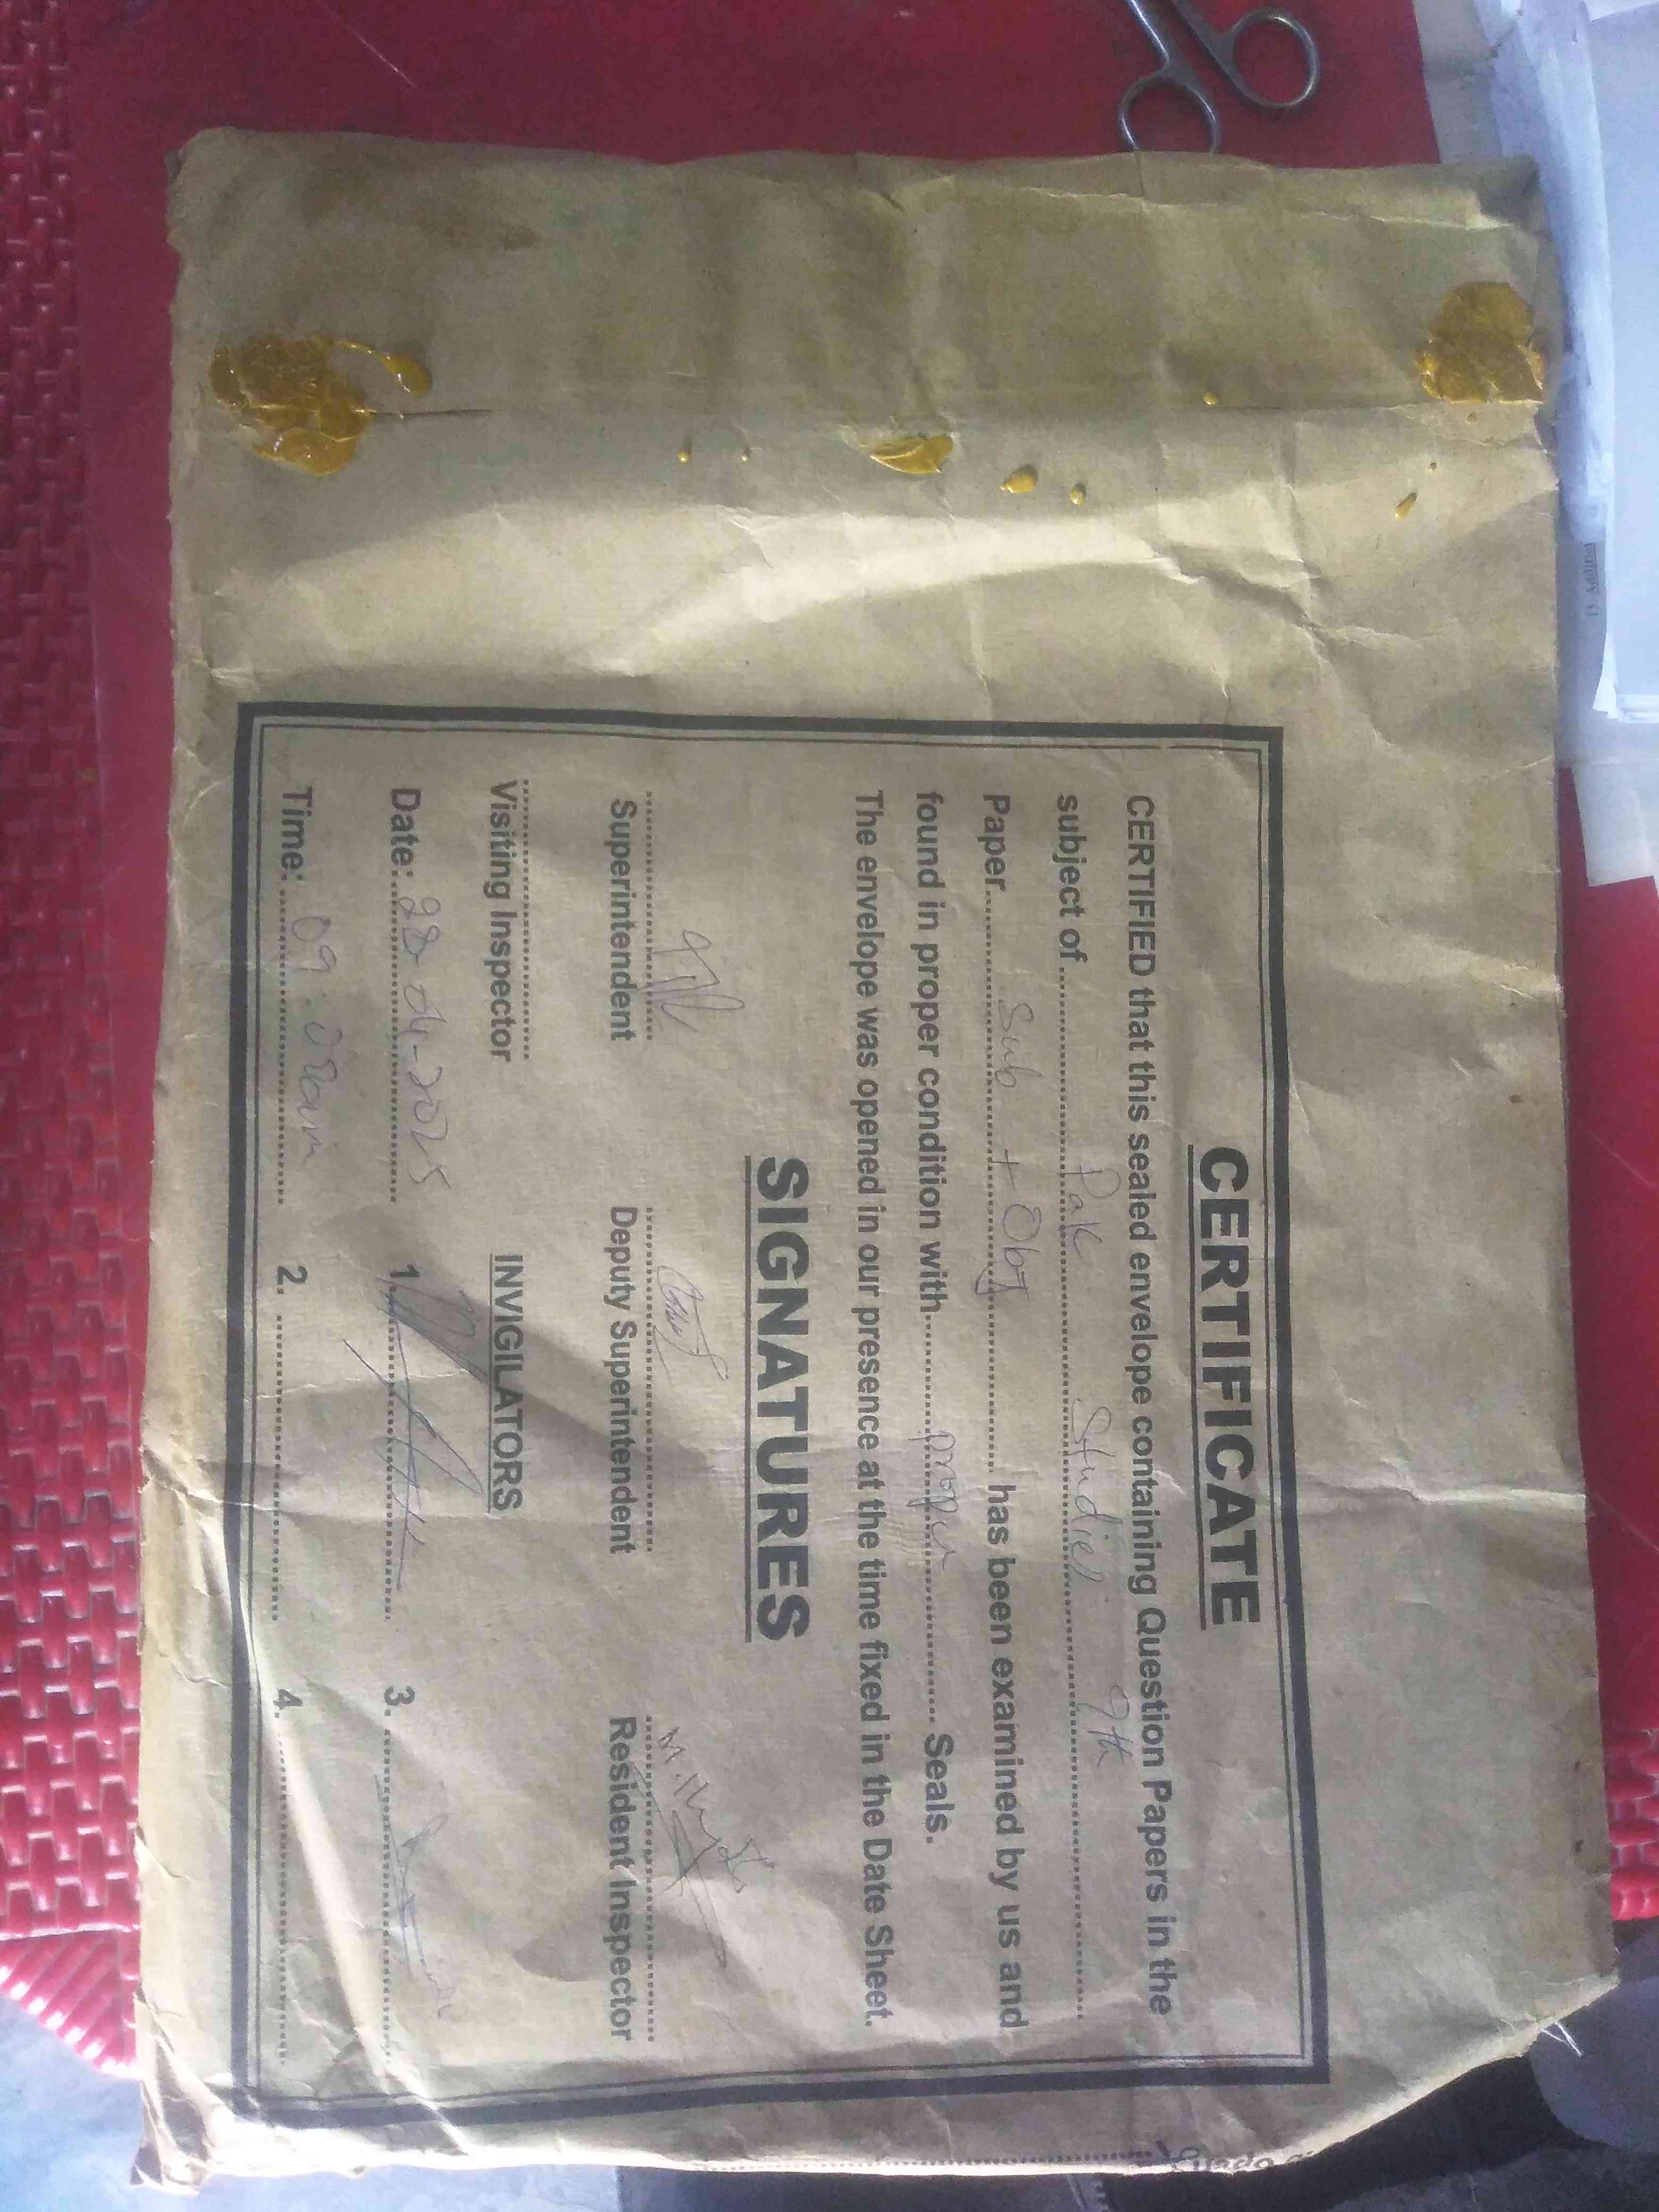 CERTIFICATE
CERTIFIED that this sealed envelope containing Question Papers in the
subject of Pak Studies 9th
Paper Sub + Obj has been examined by us and
found in proper condition with proper Seals.
The envelope was opened in our presence at the time fixed in the Date Sheet.
SIGNATURES
Superintendent Deputy Superintendent Resident Inspector
Visiting Inspector INVIGILATORS
Date: 28-04-2025 1. 3.
Time: 09:00am 2. 4.